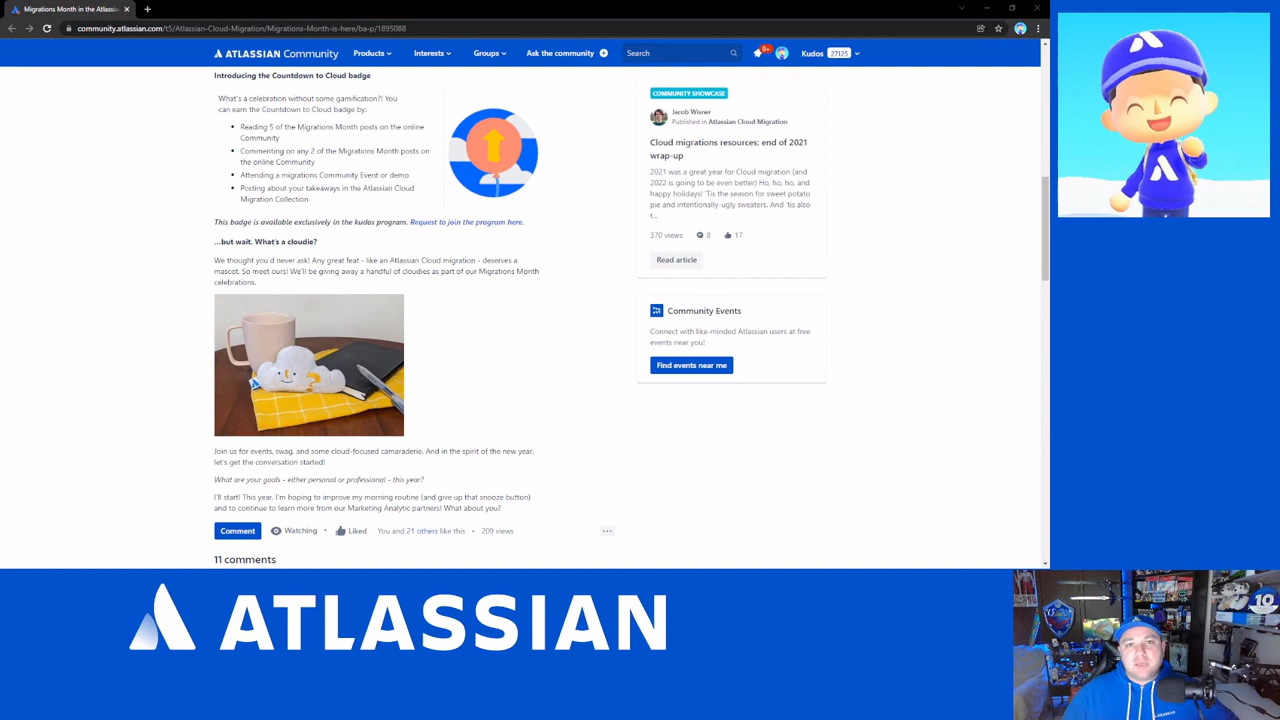 Migrations Month in the Atlassi
community.atlassian.com/t5/Atlassian-Cloud-Migration/Migrations-Month-is-here/ba-p/1895088
ATLASSIAN Community
Products
Interests
Groups
Ask the community
Search
9+
Kudos 27125
Introducing the Countdown to Cloud badge
What's a celebration without some gamification?! You
can earn the Countdown to Cloud badge by:
Reading 5 of the Migrations Month posts on the online
Community
Commenting on any 2 of the Migrations Month posts on
the online Community
Attending a migrations Community Event or demo
Posting about your takeaways in the Atlassian Cloud
Migration Collection
This badge is available exclusively in the kudos program. Request to join the program here.
...but wait. What's a cloudie?
We thought you'd never ask! Any great feat - like an Atlassian Cloud migration - deserves a
mascot. So meet ours! We'll be giving away a handful of cloudies as part of our Migrations Month
celebrations.
Join us for events, swag, and some cloud-focused camaraderie. And in the spirit of the new year,
let's get the conversation started!
What are your goals - either personal or professional - this year?
I'll start! This year, I'm hoping to improve my morning routine (and give up that snooze button)
and to continue to learn more from our Marketing Analytic partners! What about you?
Comment
Watching
Liked
You and 21 others like this
209 views
11 comments
COMMUNITY SHOWCASE
Jacob Wisner
Published in Atlassian Cloud Migration
Cloud migrations resources: end of 2021
wrap-up
2021 was a great year for Cloud migration (and
2022 is going to be even better) Ho, ho, ho, and
happy holidays! 'Tis the season for sweet potato
pie and intentionally-ugly sweaters. And 'tis also
t...
370 views
8
17
Read article
Community Events
Connect with like-minded Atlassian users at free
events near you!
Find events near me
ATLASSIAN
10